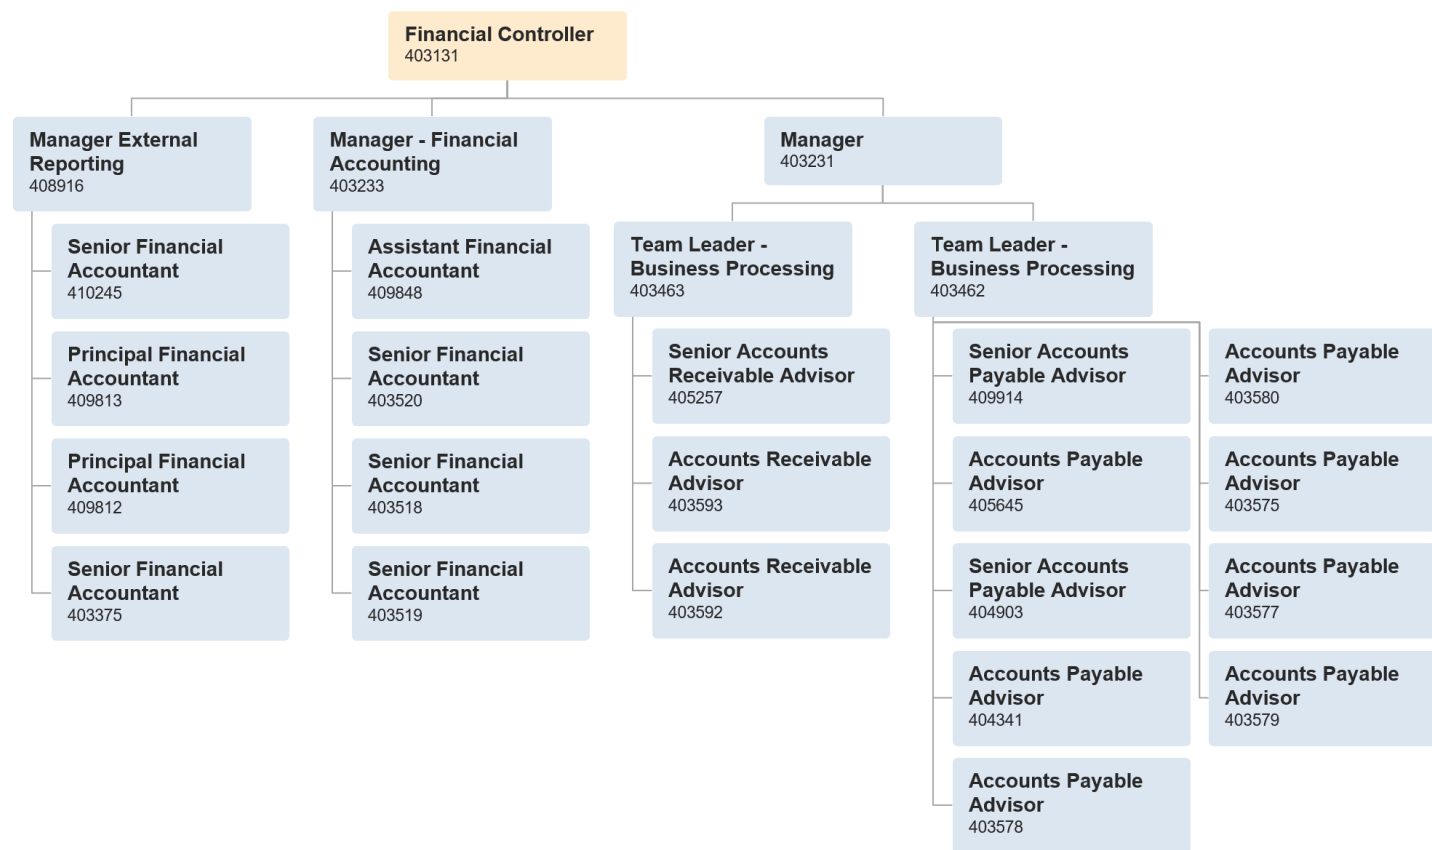 Financial Controller
403131
Manager External
Reporting
408916
Manager - Financial
Accounting
403233
Manager
403231
Senior Financial
Accountant
410245
Principal Financial
Accountant
409813
Principal Financial
Accountant
409812
Senior Financial
Accountant
403375
Assistant Financial
Accountant
409848
Senior Financial
Accountant
403520
Senior Financial
Accountant
403518
Senior Financial
Accountant
403519
Team Leader -
Business Processing
403463
Senior Accounts
Receivable Advisor
405257
Accounts Receivable
Advisor
403593
Accounts Receivable
Advisor
403592
Team Leader -
Business Processing
403462
Senior Accounts
Payable Advisor
409914
Accounts Payable
Advisor
405645
Senior Accounts
Payable Advisor
404903
Accounts Payable
Advisor
404341
Accounts Payable
Advisor
403578
Accounts Payable
Advisor
403580
Accounts Payable
Advisor
403575
Accounts Payable
Advisor
403577
Accounts Payable
Advisor
403579